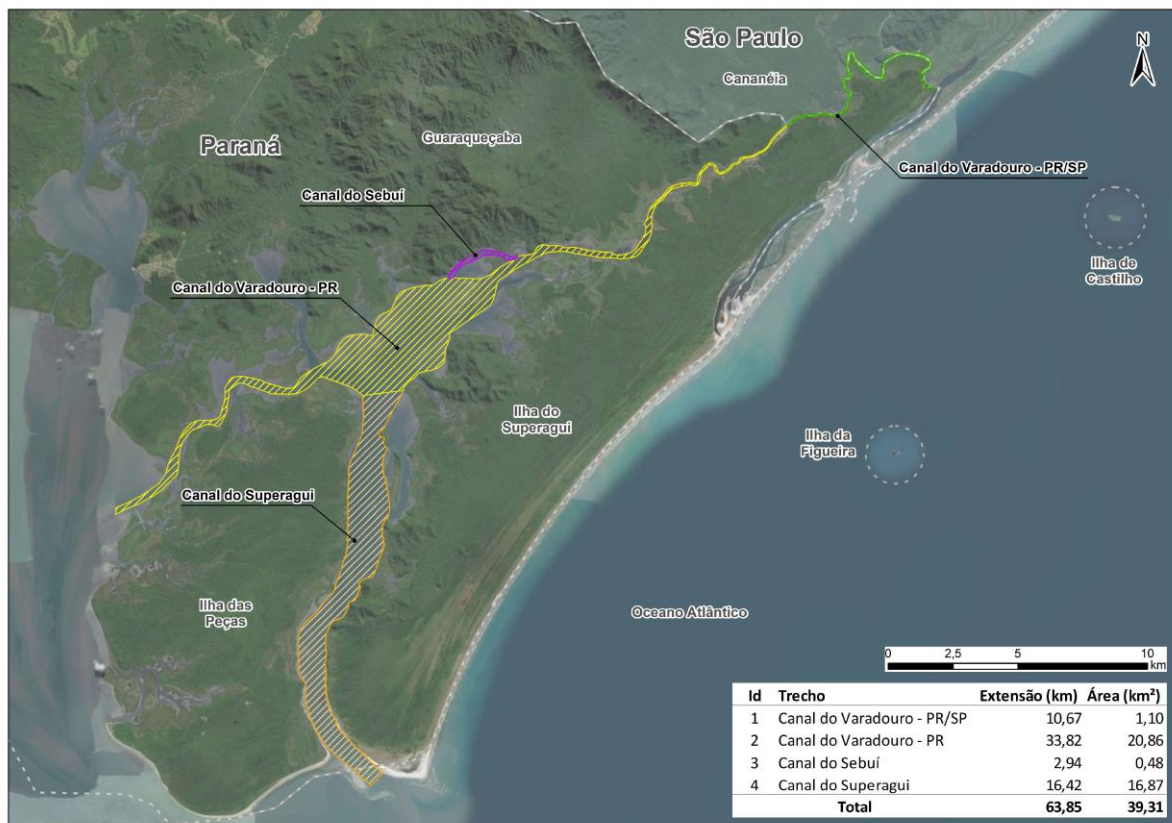 São Paulo
Cananéia
N
Paraná
Guaraqueçaba
Canal do Varadouro - PR/SP
Canal do Sebuí
Canal do Varadouro - PR
Ilha de
Castilho
Ilha do
Superagui
Ilha da
Figueira
Canal do Superagui
Ilha das
Peças
Oceano Atlântico
0 2,5 5 10
km
Id Trecho Extensão (km) Área (km²)
1 Canal do Varadouro - PR/SP 10,67 1,10
2 Canal do Varadouro - PR 33,82 20,86
3 Canal do Sebuí 2,94 0,48
4 Canal do Superagui 16,42 16,87
Total 63,85 39,31